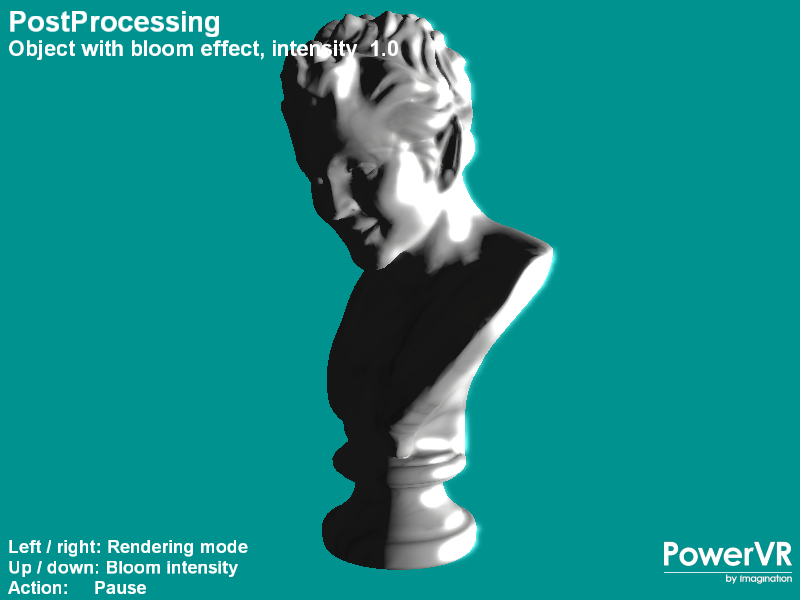 PostProcessing
Object with bloom effect, intensity 1.0
Left / right: Rendering mode
Up / down: Bloom intensity
Action: Pause
PowerVR
by Imagination